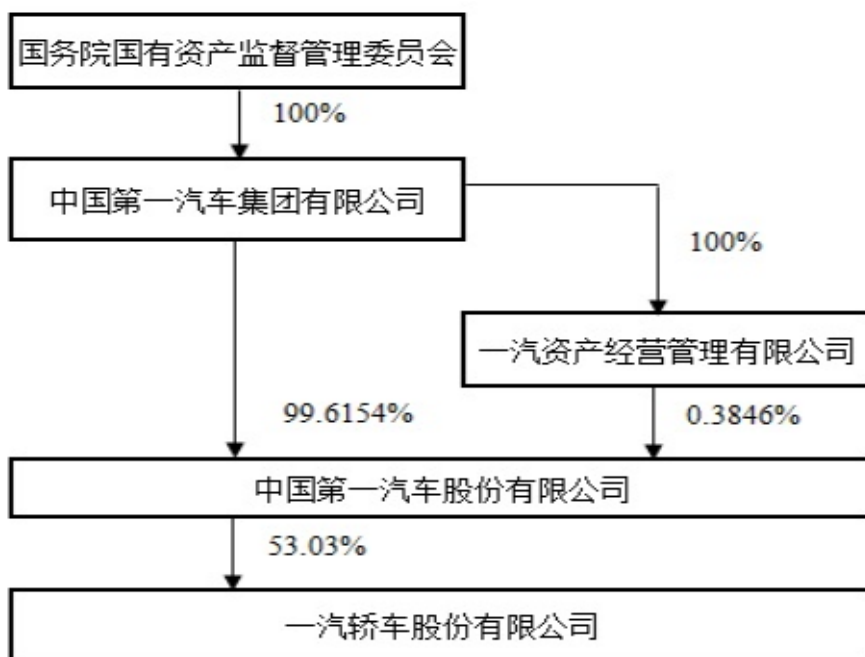 国务院国有资产监督管理委员会
100%
中国第一汽车集团有限公司
100%
一汽资产经营管理有限公司
99.6154%
0.3846%
中国第一汽车股份有限公司
53.03%
一汽轿车股份有限公司